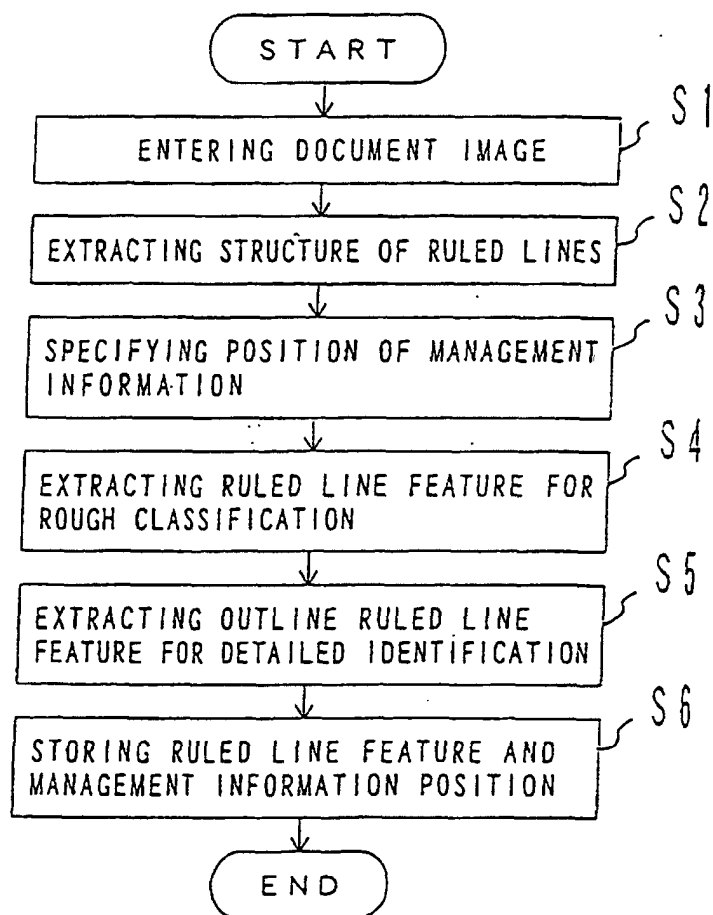 START
S1
ENTERING DOCUMENT IMAGE
S2
EXTRACTING STRUCTURE OF RULED LINES
S3
SPECIFYING POSITION OF MANAGEMENT
INFORMATION
S4
EXTRACTING RULED LINE FEATURE FOR
ROUGH CLASSIFICATION
S5
EXTRACTING OUTLINE RULED LINE
FEATURE FOR DETAILED IDENTIFICATION
S6
STORING RULED LINE FEATURE AND
MANAGEMENT INFORMATION POSITION
END